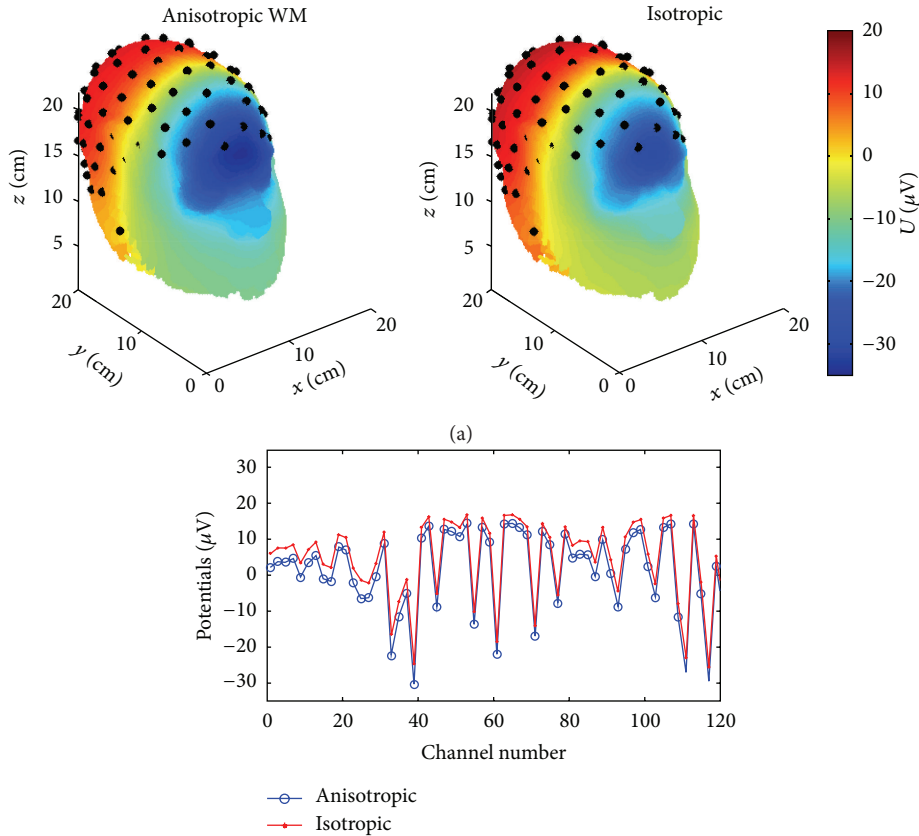 Anisotropic WM
Isotropic
20
15
10
5
z (cm)
20
10
0
y (cm)
0
10
20
x (cm)
20
15
10
5
z (cm)
20
10
0
y (cm)
0
10
20
x (cm)
20
10
0
−10
−20
−30
U (μV)
(a)
30
20
10
0
−10
−20
−30
Potentials (μV)
0 20 40 60 80 100 120
Channel number
Anisotropic
Isotropic